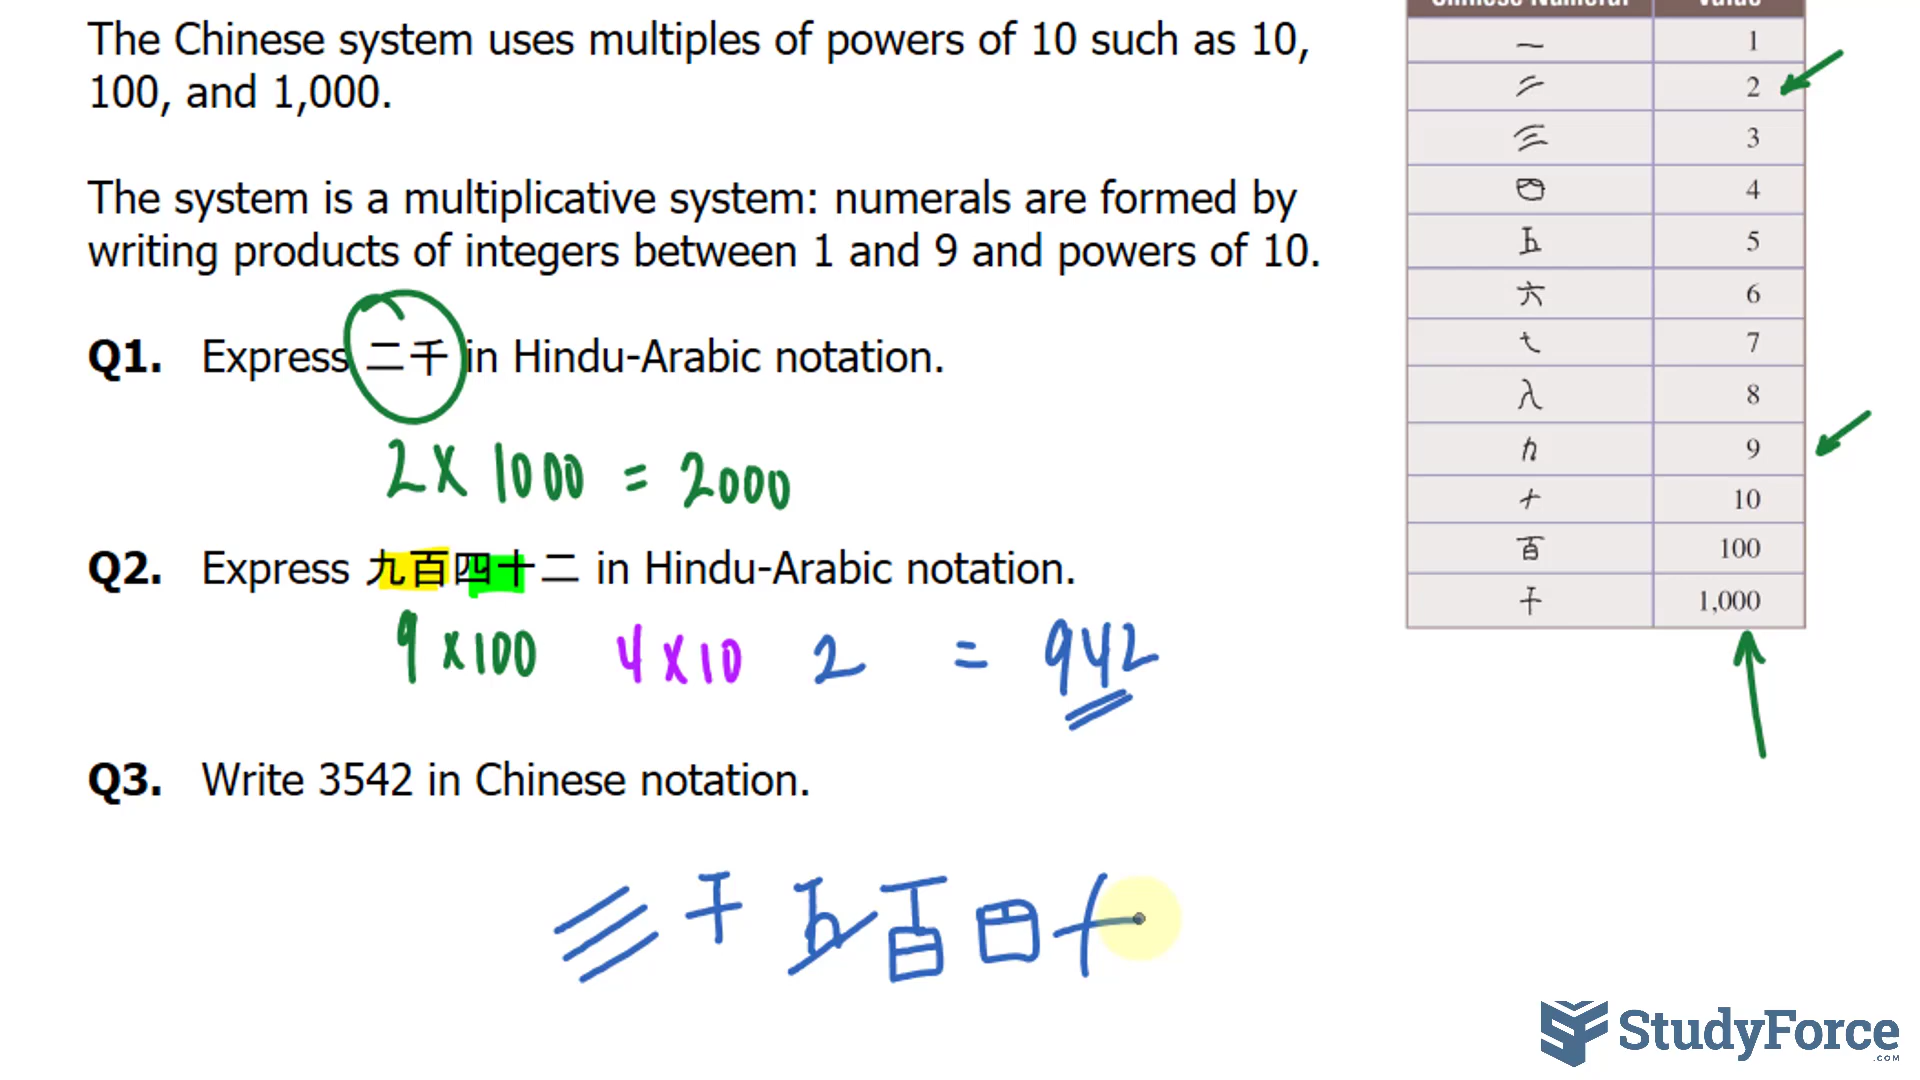 The Chinese system uses multiples of powers of 10 such as 10,
100, and 1,000.
The system is a multiplicative system: numerals are formed by
writing products of integers between 1 and 9 and powers of 10.
Q1. Express 二千 in Hindu-Arabic notation.
2 x 1000 = 2000
Q2. Express 九百四十二 in Hindu-Arabic notation.
9 x 100 4 x 10 2 = 942
Q3. Write 3542 in Chinese notation.
三千五百四十
Chinese Numeral Value
一 1
二 2
三 3
四 4
五 5
六 6
七 7
八 8
九 9
十 10
百 100
千 1,000
StudyForce
.COM